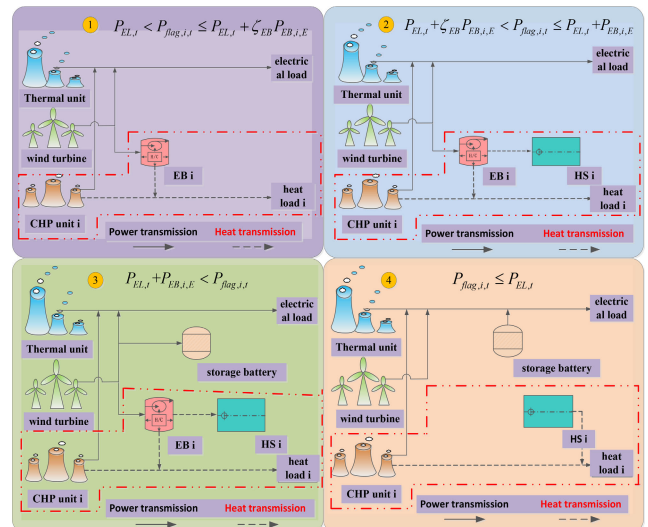 1 P_{EL,t} < P_{flag,i,t} ≤ P_{EL,t} + ζ_{EB} P_{EB,i,E}
electric
al load
Thermal unit
wind turbine
EB i
heat
load i
CHP unit i
Power transmission
Heat transmission
2 P_{EL,t} + ζ_{EB} P_{EB,i,E} < P_{flag,i,t} ≤ P_{EL,t} + P_{EB,i,E}
electric
al load
Thermal unit
wind turbine
EB i
HS i
heat
load i
CHP unit i
Power transmission
Heat transmission
3 P_{EL,t} + P_{EB,i,E} < P_{flag,i,t}
electric
al load
Thermal unit
storage battery
wind turbine
EB i
HS i
heat
load i
CHP unit i
Power transmission
Heat transmission
4 P_{flag,i,t} ≤ P_{EL,t}
electric
al load
Thermal unit
storage battery
wind turbine
HS i
heat
load i
CHP unit i
Power transmission
Heat transmission